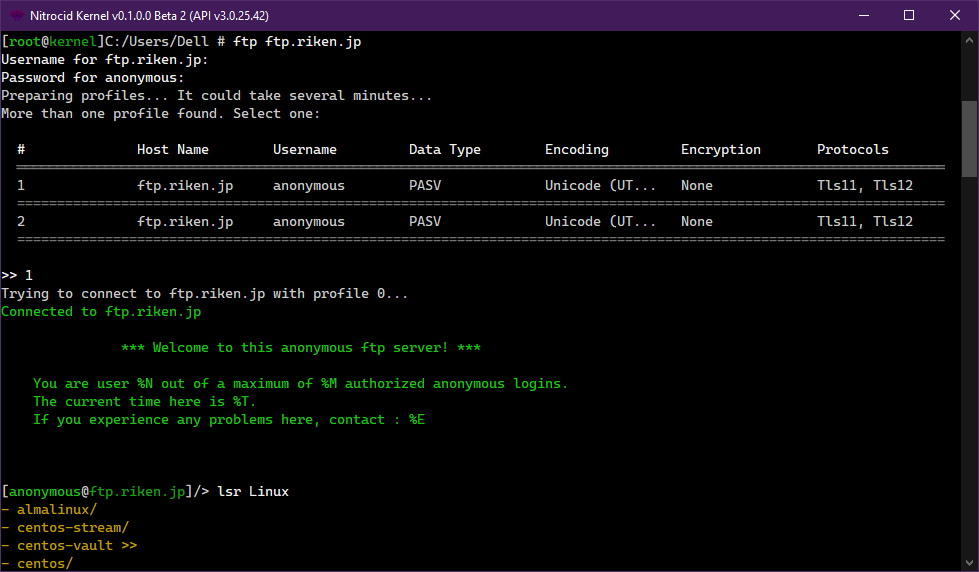 Nitrocid Kernel v0.1.0.0 Beta 2 (API v3.0.25.42)
[root@kernel]C:/Users/Dell # ftp ftp.riken.jp
Username for ftp.riken.jp:
Password for anonymous:
Preparing profiles... It could take several minutes...
More than one profile found. Select one:
# Host Name Username Data Type Encoding Encryption Protocols
====================================================================================================================
1 ftp.riken.jp anonymous PASV Unicode (UT... None Tls11, Tls12
====================================================================================================================
2 ftp.riken.jp anonymous PASV Unicode (UT... None Tls11, Tls12
====================================================================================================================
>> 1
Trying to connect to ftp.riken.jp with profile 0...
Connected to ftp.riken.jp
*** Welcome to this anonymous ftp server! ***
You are user %N out of a maximum of %M authorized anonymous logins.
The current time here is %T.
If you experience any problems here, contact : %E
[anonymous@ftp.riken.jp]/> lsr Linux
- almalinux/
- centos-stream/
- centos-vault >>
- centos/